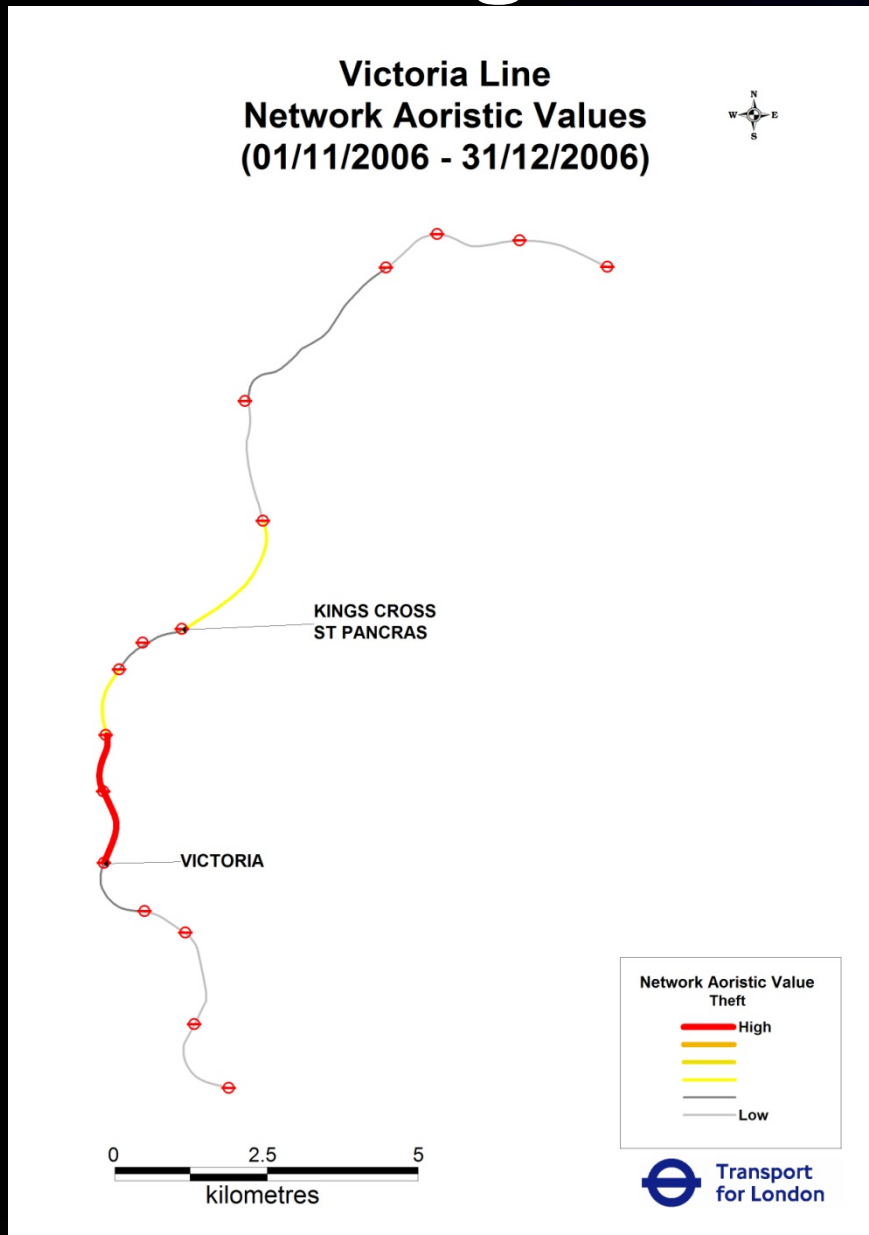 Victoria Line
Network Aoristic Values
(01/11/2006 - 31/12/2006)
N
W E
S
KINGS CROSS
ST PANCRAS
VICTORIA
Network Aoristic Value
Theft
High
Low
0 2.5 5
kilometres
Transport
for London